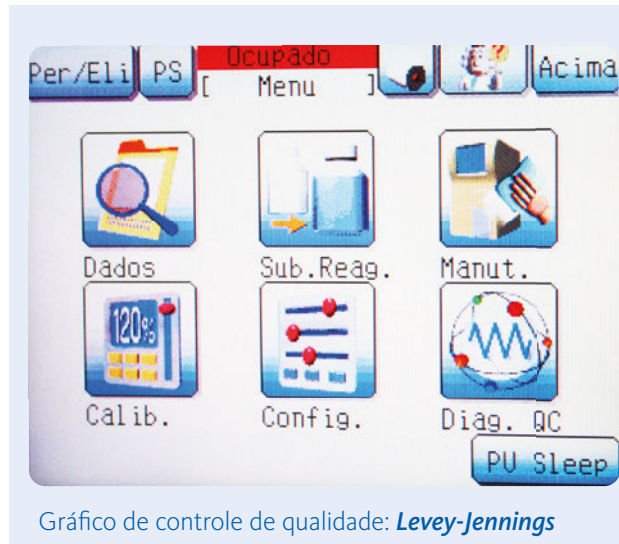 Per/Eli PS Ocupado Acima
[ Menu ]
Dados Sub.Reag. Manut.
120%
Calib. Config. Diag. QC
PU Sleep
Gráfico de controle de qualidade: Levey-Jennings